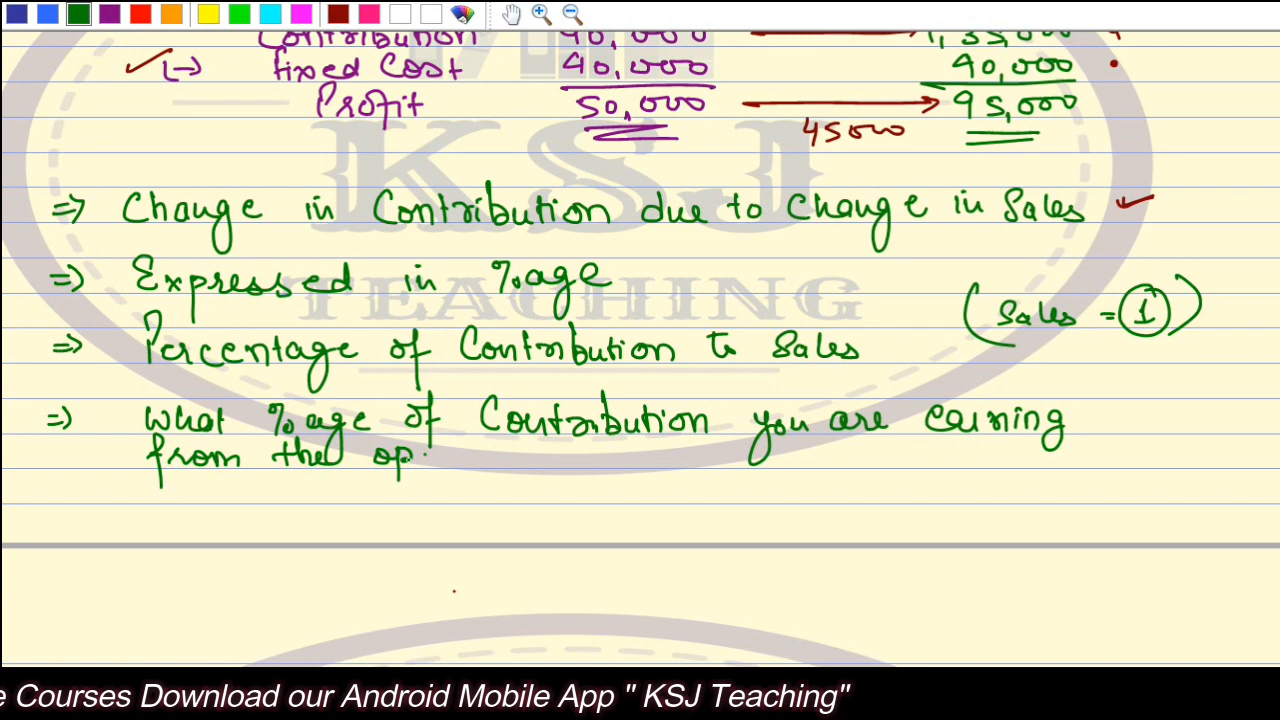 Contribution 90,000 1,35,000
(-) Fixed Cost 40,000 40,000
Profit 50,000 95,000
45000
=> Change in Contribution due to change in Sales
=> Expressed in %age
(Sales = 1)
=> Percentage of Contribution to Sales
=> What %age of Contribution you are earning
from the op
KSJ
TEACHING
e Courses Download our Android Mobile App " KSJ Teaching"